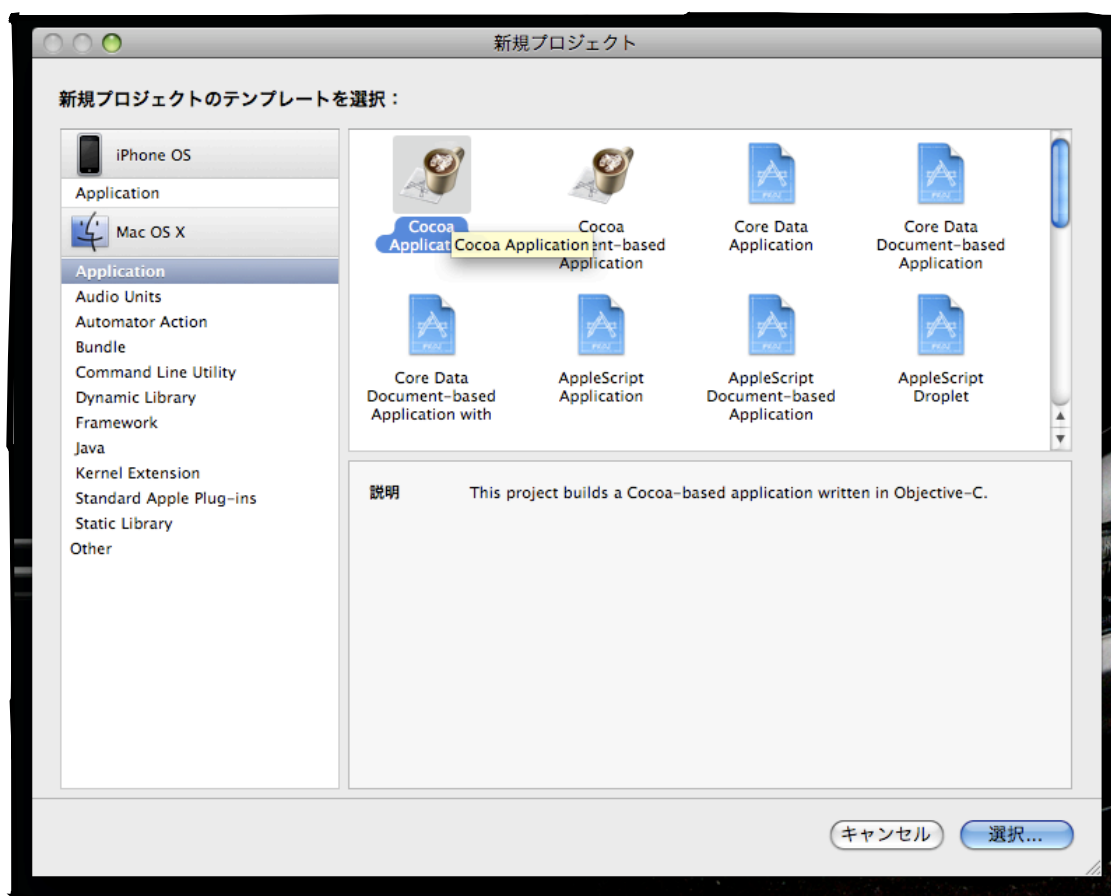 新規プロジェクト
新規プロジェクトのテンプレートを選択：
iPhone OS
Application
Mac OS X
Application
Audio Units
Automator Action
Bundle
Command Line Utility
Dynamic Library
Framework
Java
Kernel Extension
Standard Apple Plug-ins
Static Library
Other
Cocoa
Applicat
Cocoa Application
Cocoa
ent-based
Application
Core Data
Application
Core Data
Document-based
Application
Core Data
Document-based
Application with
AppleScript
Application
AppleScript
Document-based
Application
AppleScript
Droplet
説明
This project builds a Cocoa-based application written in Objective-C.
キャンセル
選択...